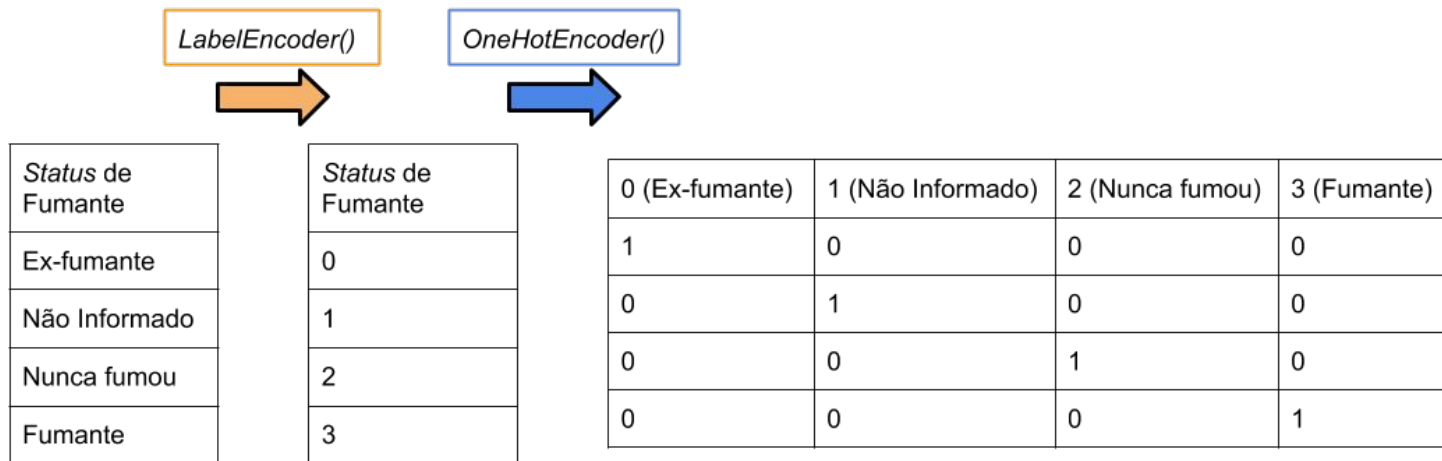 LabelEncoder()
OneHotEncoder()
Status de
Fumante
Ex-fumante
Não Informado
Nunca fumou
Fumante
Status de
Fumante
0
1
2
3
0 (Ex-fumante) 1 (Não Informado) 2 (Nunca fumou) 3 (Fumante)
1 0 0 0
0 1 0 0
0 0 1 0
0 0 0 1